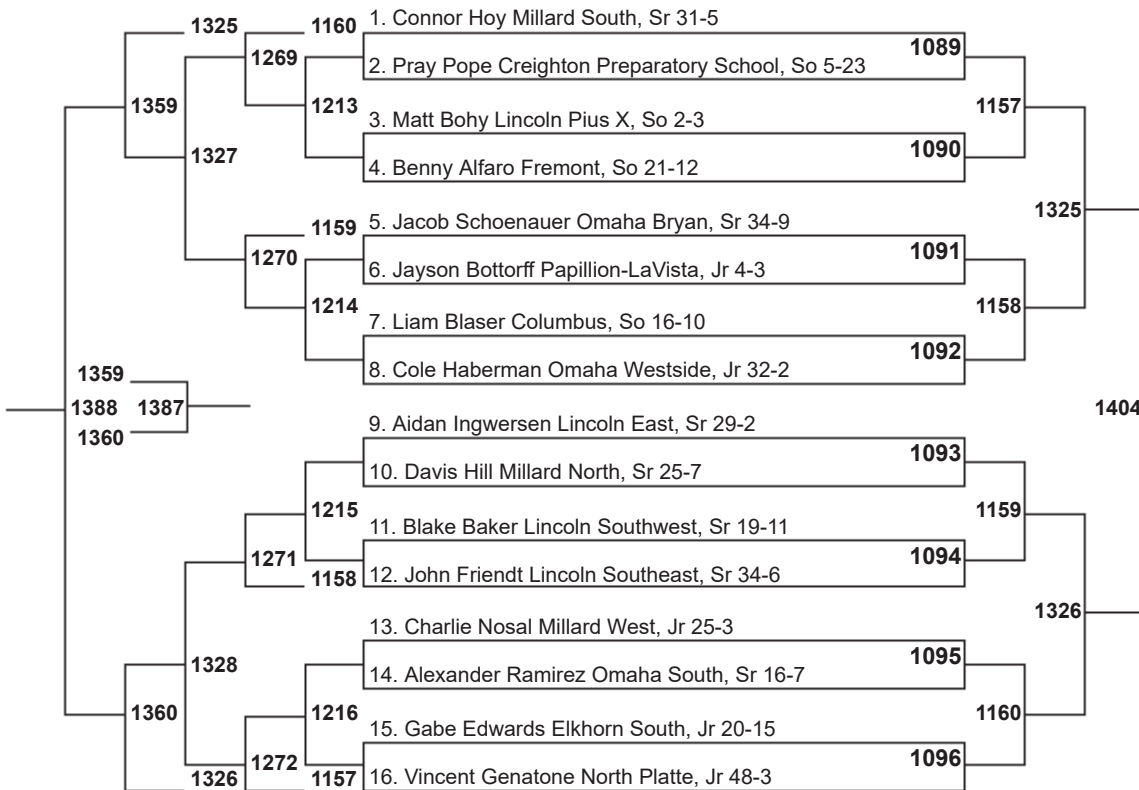 1325 1160 1. Connor Hoy Millard South, Sr 31-5
1089
1269
2. Pray Pope Creighton Preparatory School, So 5-23
1359 1213 1157
3. Matt Bohy Lincoln Pius X, So 2-3
1327 1090
4. Benny Alfaro Fremont, So 21-12
1325
1159 5. Jacob Schoenauer Omaha Bryan, Sr 34-9
1270 1091
6. Jayson Bottorff Papillion-LaVista, Jr 4-3
1214 1158
7. Liam Blaser Columbus, So 16-10
1092
8. Cole Haberman Omaha Westside, Jr 32-2
1359
1388 1387 1404
1360
9. Aidan Ingwersen Lincoln East, Sr 29-2
1093
10. Davis Hill Millard North, Sr 25-7
1215 1159
11. Blake Baker Lincoln Southwest, Sr 19-11
1271 1094
1158 12. John Friendt Lincoln Southeast, Sr 34-6
1326
13. Charlie Nosal Millard West, Jr 25-3
1328 1095
14. Alexander Ramirez Omaha South, Sr 16-7
1360 1216 1160
15. Gabe Edwards Elkhorn South, Jr 20-15
1272 1096
1326 1157 16. Vincent Genatone North Platte, Jr 48-3